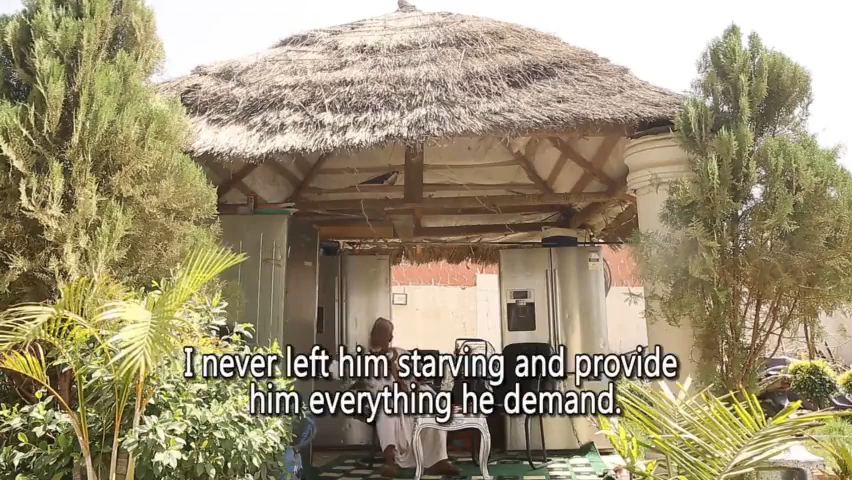 I never left him starving and provide
him everything he demand.